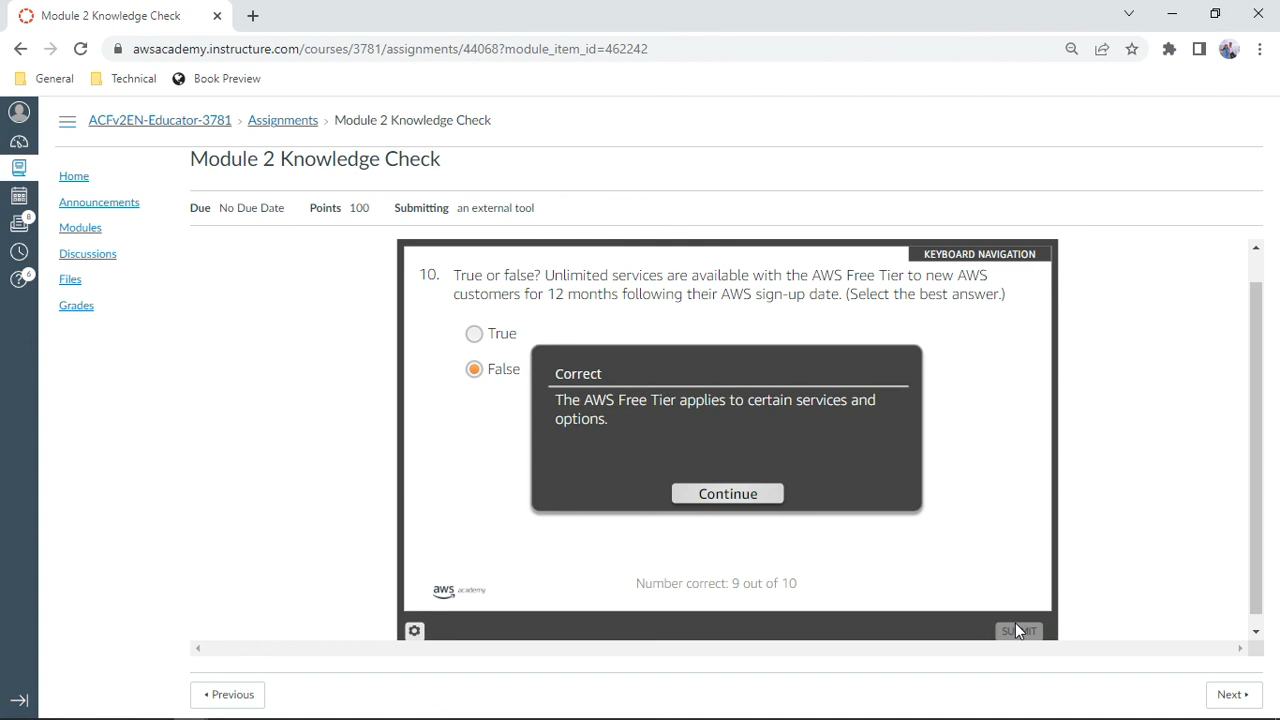 Module 2 Knowledge Check
awsacademy.instructure.com/courses/3781/assignments/44068?module_item_id=462242
General
Technical
Book Preview
ACFv2EN-Educator-3781 › Assignments › Module 2 Knowledge Check
Home
Announcements
Modules
Discussions
Files
Grades
8
6
Module 2 Knowledge Check
Due No Due Date Points 100 Submitting an external tool
KEYBOARD NAVIGATION
10. True or false? Unlimited services are available with the AWS Free Tier to new AWS
customers for 12 months following their AWS sign-up date. (Select the best answer.)
True
False
Correct
The AWS Free Tier applies to certain services and
options.
Continue
aws academy
Number correct: 9 out of 10
Previous
Next